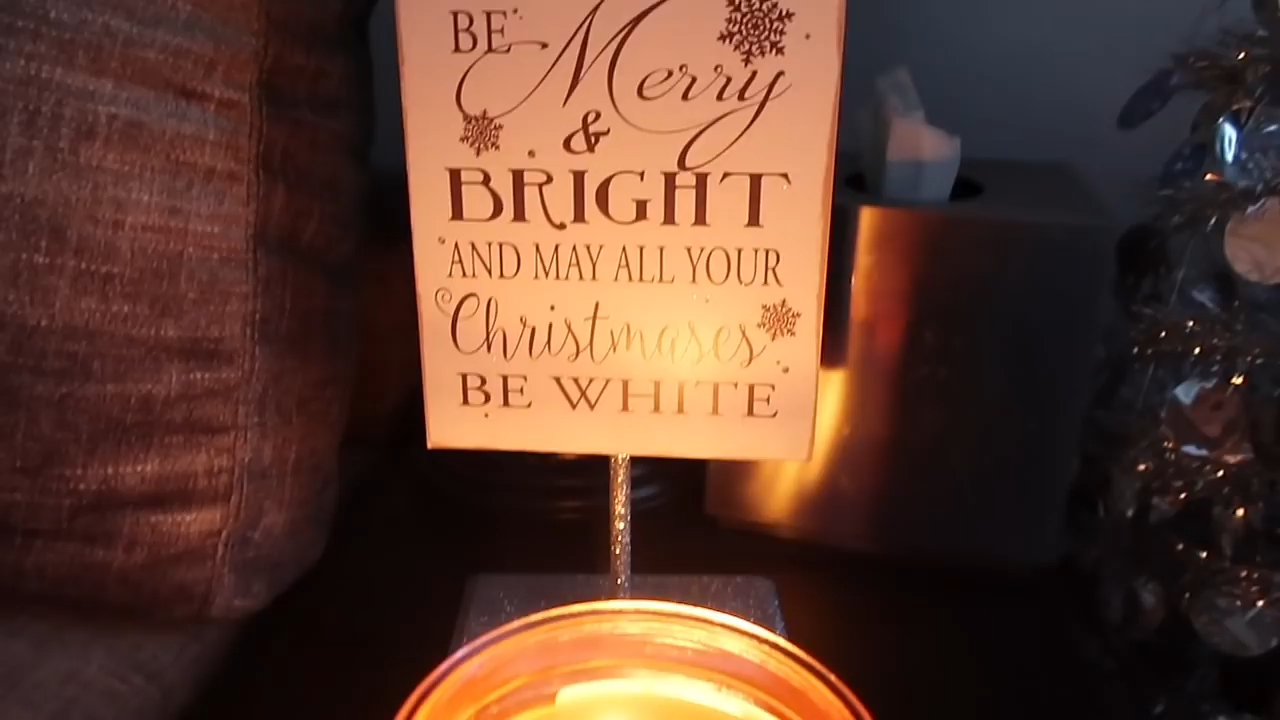 BE Merry
&
BRIGHT
AND MAY ALL YOUR
Christmases
BE WHITE